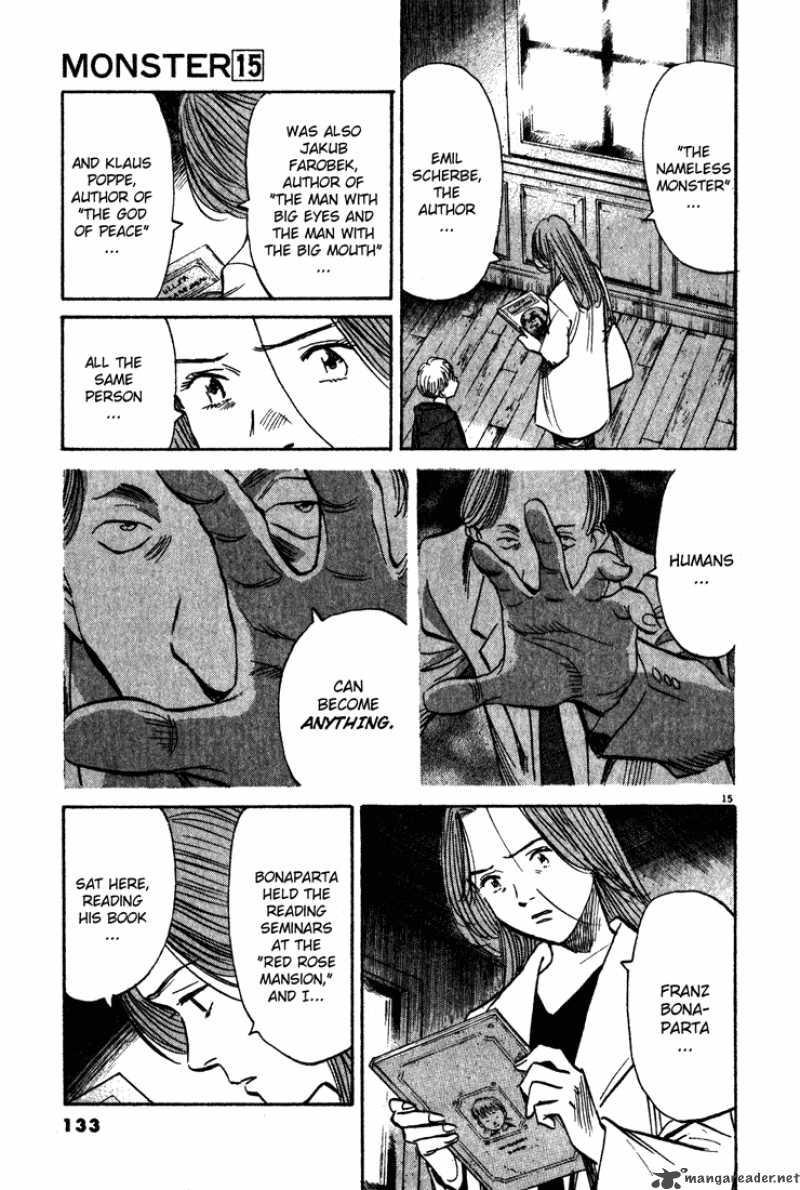 MONSTER 15
"THE
NAMELESS
MONSTER"
...
EMIL
SCHERBE,
THE
AUTHOR
...
WAS ALSO
JAKUB
FAROBEK,
AUTHOR OF
"THE MAN WITH
BIG EYES AND
THE MAN WITH
THE BIG MOUTH"
...
AND KLAUS
POPPE,
AUTHOR OF
"THE GOD
OF PEACE"
...
ALL THE
SAME
PERSON
...
HUMANS
...
CAN
BECOME
ANYTHING.
15
FRANZ
BONA-
PARTA
...
BONAPARTA
HELD THE
READING
SEMINARS
AT THE
"RED ROSE
MANSION,"
AND I...
SAT HERE,
READING
HIS BOOK
...
133
mangareader.net